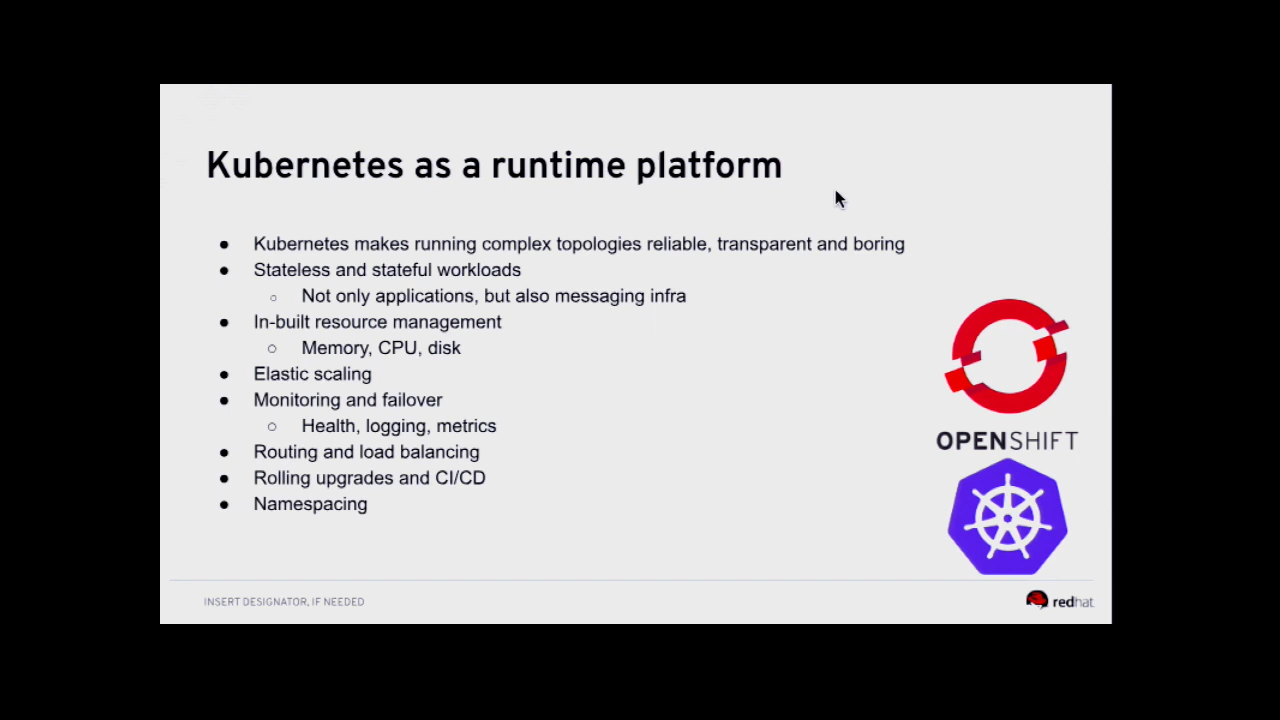 Kubernetes as a runtime platform
● Kubernetes makes running complex topologies reliable, transparent and boring
● Stateless and stateful workloads
○ Not only applications, but also messaging infra
● In-built resource management
○ Memory, CPU, disk
● Elastic scaling
● Monitoring and failover
○ Health, logging, metrics
● Routing and load balancing
● Rolling upgrades and CI/CD
● Namespacing
OPENSHIFT
INSERT DESIGNATOR, IF NEEDED
redhat